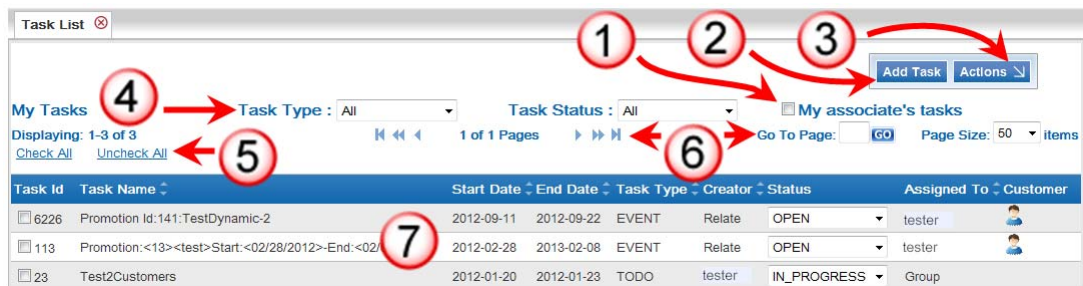 Task List
1 2 3
Add Task Actions
My Tasks 4 Task Type : All Task Status : All My associate's tasks
Displaying: 1-3 of 3 1 of 1 Pages 6 Go To Page: GO Page Size: 50 items
Check All Uncheck All 5
Task Id Task Name Start Date End Date Task Type Creator Status Assigned To Customer
6226 Promotion Id:141:TestDynamic-2 2012-09-11 2012-09-22 EVENT Relate OPEN tester
113 Promotion:<13><test>Start:<02/28/2012>-End:<02/ 7 2012-02-28 2013-02-08 EVENT Relate OPEN tester
23 Test2Customers 2012-01-20 2012-01-23 TODO tester IN_PROGRESS Group